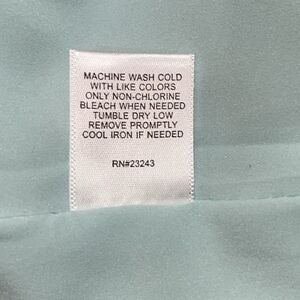 MACHINE WASH COLD
WITH LIKE COLORS
ONLY NON-CHLORINE
BLEACH WHEN NEEDED
TUMBLE DRY LOW
REMOVE PROMPTLY
COOL IRON IF NEEDED
RN#23243